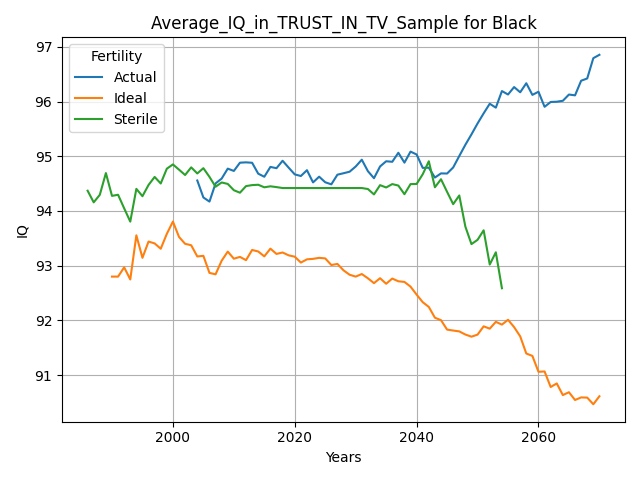 Average_IQ_in_TRUST_IN_TV_Sample for Black
Fertility
Actual
Ideal
Sterile
97
96
95
94
93
92
91
IQ
2000
2020
2040
2060
Years